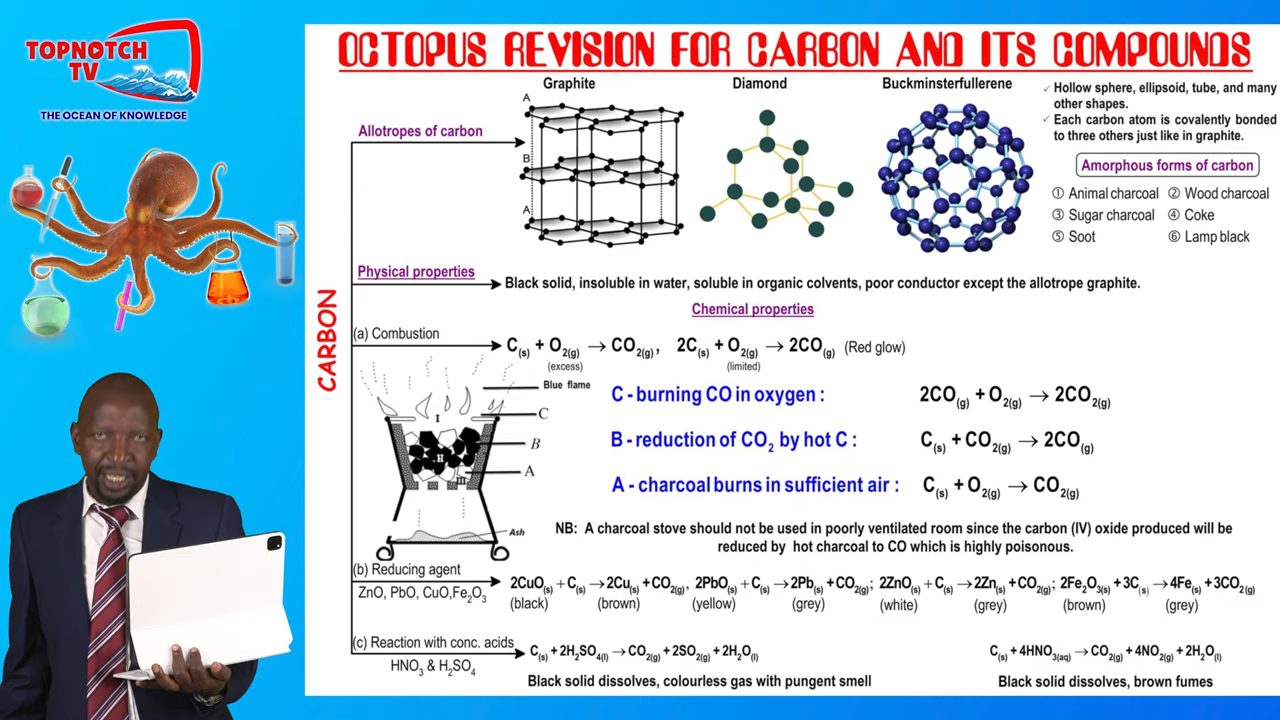 TOPNOTCH
TV
THE OCEAN OF KNOWLEDGE
OCTOPUS REVISION FOR CARBON AND ITS COMPOUNDS
CARBON
Allotropes of carbon
Graphite
A
B
A
Diamond
Buckminsterfullerene
✓ Hollow sphere, ellipsoid, tube, and many
other shapes.
✓ Each carbon atom is covalently bonded
to three others just like in graphite.
Amorphous forms of carbon
① Animal charcoal ② Wood charcoal
③ Sugar charcoal ④ Coke
⑤ Soot ⑥ Lamp black
Physical properties
Black solid, insoluble in water, soluble in organic colvents, poor conductor except the allotrope graphite.
Chemical properties
(a) Combustion
C(s) + O₂(g) → CO₂(g), 2C(s) + O₂(g) → 2CO(g) (Red glow)
(excess) (limited)
Blue flame
C
B
A
I
II
III
Ash
C - burning CO in oxygen : 2CO(g) + O₂(g) → 2CO₂(g)
B - reduction of CO₂ by hot C : C(s) + CO₂(g) → 2CO(g)
A - charcoal burns in sufficient air : C(s) + O₂(g) → CO₂(g)
NB: A charcoal stove should not be used in poorly ventilated room since the carbon (IV) oxide produced will be
reduced by hot charcoal to CO which is highly poisonous.
(b) Reducing agent
ZnO, PbO, CuO,Fe₂O₃
2CuO(s) + C(s) → 2Cu(s) + CO₂(g), 2PbO(s) + C(s) → 2Pb(s) + CO₂(g); 2ZnO(s) + C(s) → 2Zn(s) + CO₂(g); 2Fe₂O₃(s) + 3C(s) → 4Fe(s) + 3CO₂(g)
(black) (brown) (yellow) (grey) (white) (grey) (brown) (grey)
(c) Reaction with conc. acids
HNO₃ & H₂SO₄
C(s) + 2H₂SO₄(l) → CO₂(g) + 2SO₂(g) + 2H₂O(l)
Black solid dissolves, colourless gas with pungent smell
C(s) + 4HNO₃(aq) → CO₂(g) + 4NO₂(g) + 2H₂O(l)
Black solid dissolves, brown fumes